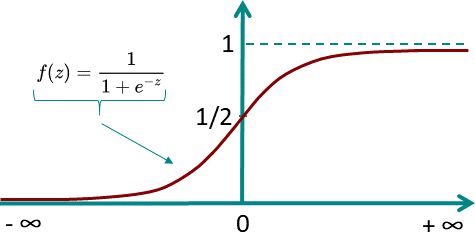 1
f(z) = 1 / (1 + e^{-z})
1/2
- ∞ 0 + ∞